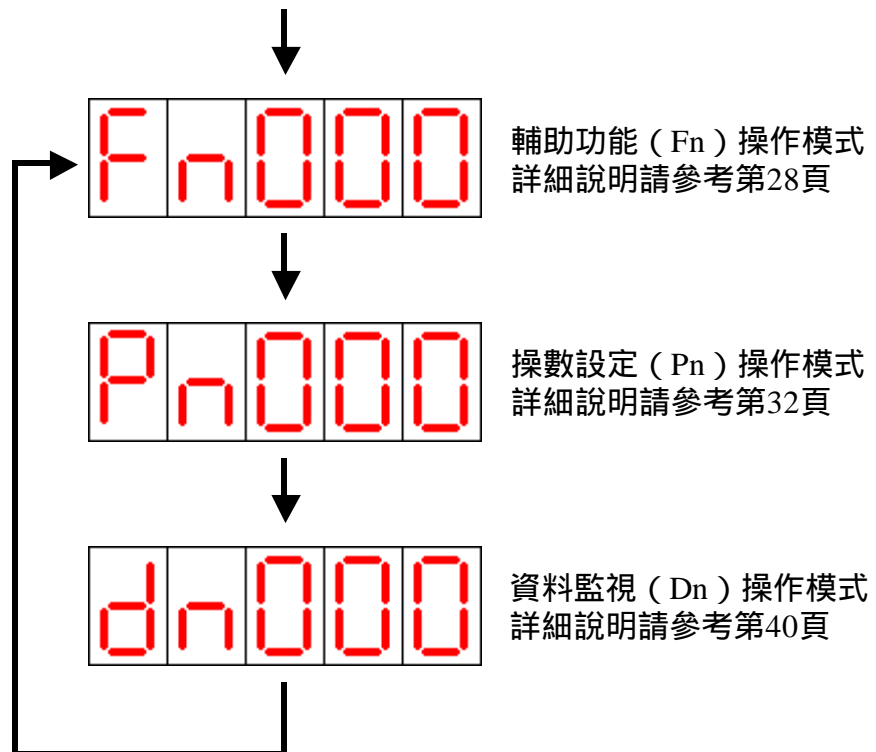 Fn000
輔助功能（Fn）操作模式
詳細說明請參考第28頁
Pn000
操數設定（Pn）操作模式
詳細說明請參考第32頁
dn000
資料監視（Dn）操作模式
詳細說明請參考第40頁